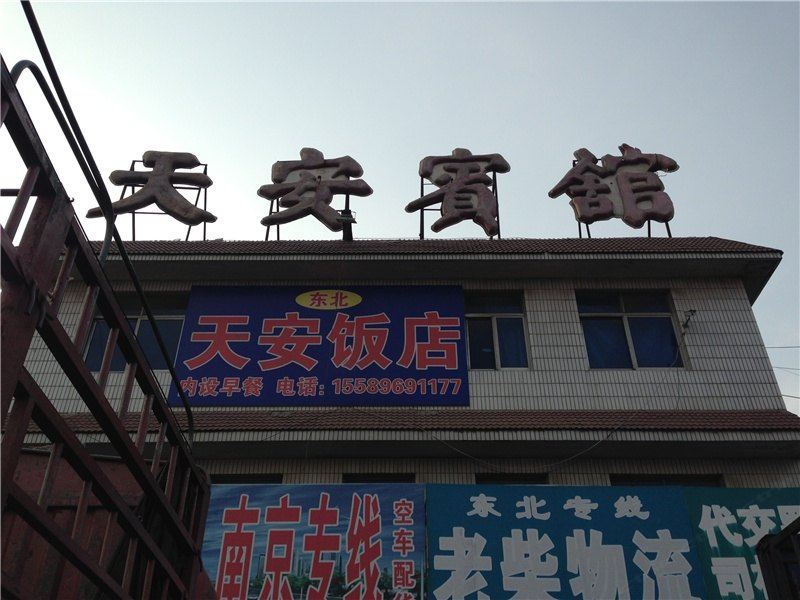 天安賓館
东北
天安饭店
内设早餐 电话: 15589691177
南京专线
空车配
东北专线
老柴物流
代交
司